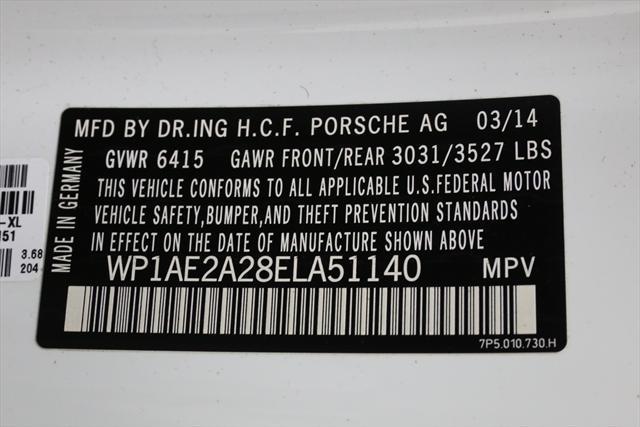 MFD BY DR.ING H.C.F. PORSCHE AG 03/14
GVWR 6415 GAWR FRONT/REAR 3031/3527 LBS
THIS VEHICLE CONFORMS TO ALL APPLICABLE U.S.FEDERAL MOTOR
VEHICLE SAFETY,BUMPER,AND THEFT PREVENTION STANDARDS
IN EFFECT ON THE DATE OF MANUFACTURE SHOWN ABOVE
WP1AE2A28ELA51140 MPV
7P5.010.730.H
MADE IN GERMANY
-XL
151
3.68
204